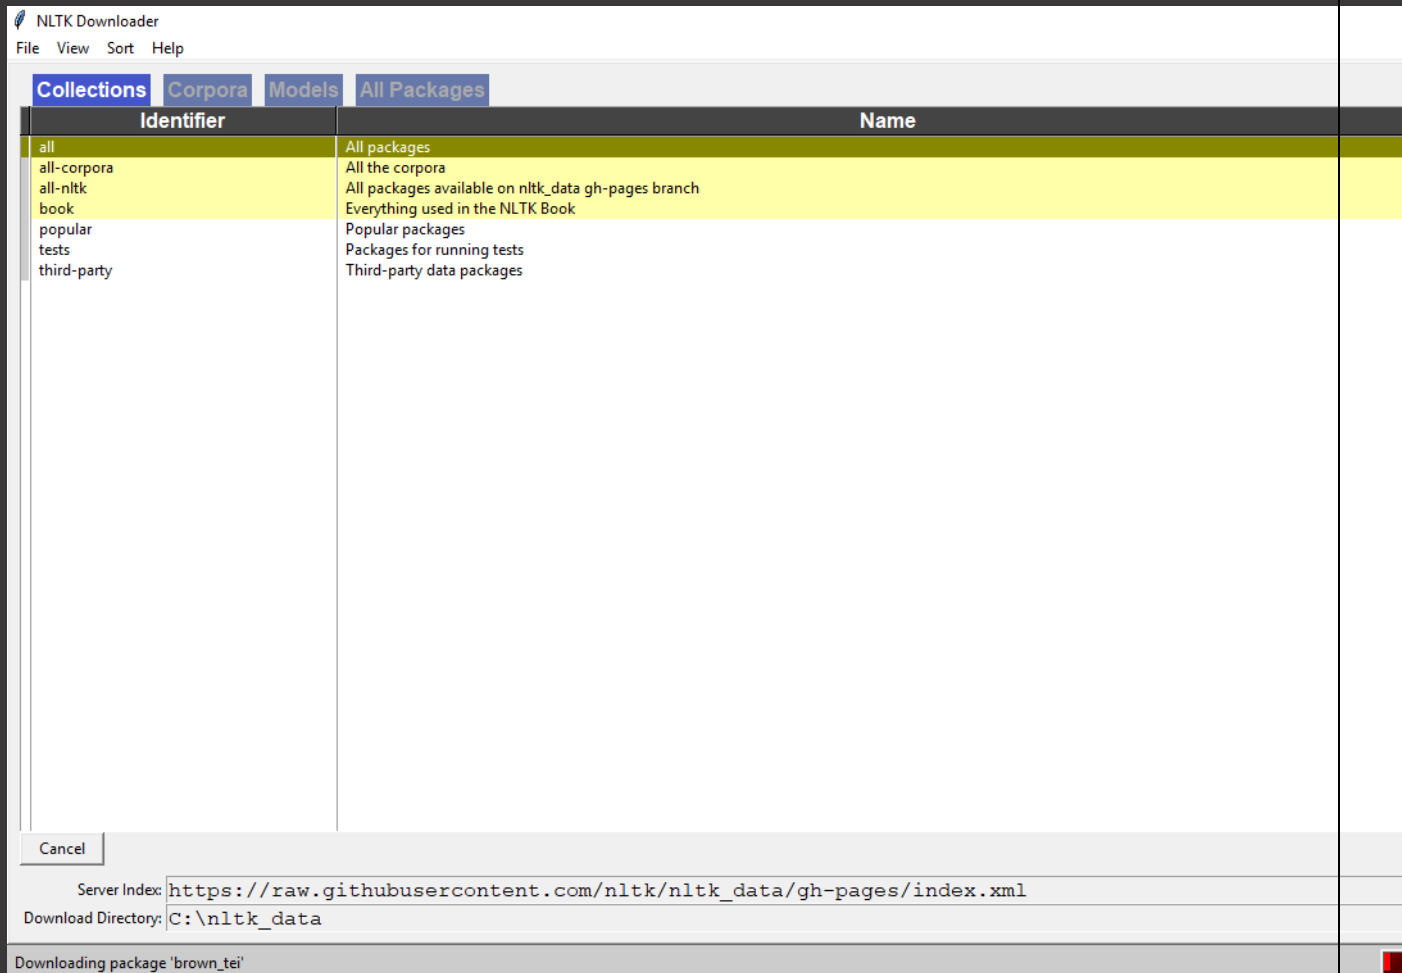 NLTK Downloader
File View Sort Help
Collections Corpora Models All Packages
Identifier Name
all All packages
all-corpora All the corpora
all-nltk All packages available on nltk_data gh-pages branch
book Everything used in the NLTK Book
popular Popular packages
tests Packages for running tests
third-party Third-party data packages
Cancel
Server Index: https://raw.githubusercontent.com/nltk/nltk_data/gh-pages/index.xml
Download Directory: C:\nltk_data
Downloading package 'brown_tei'